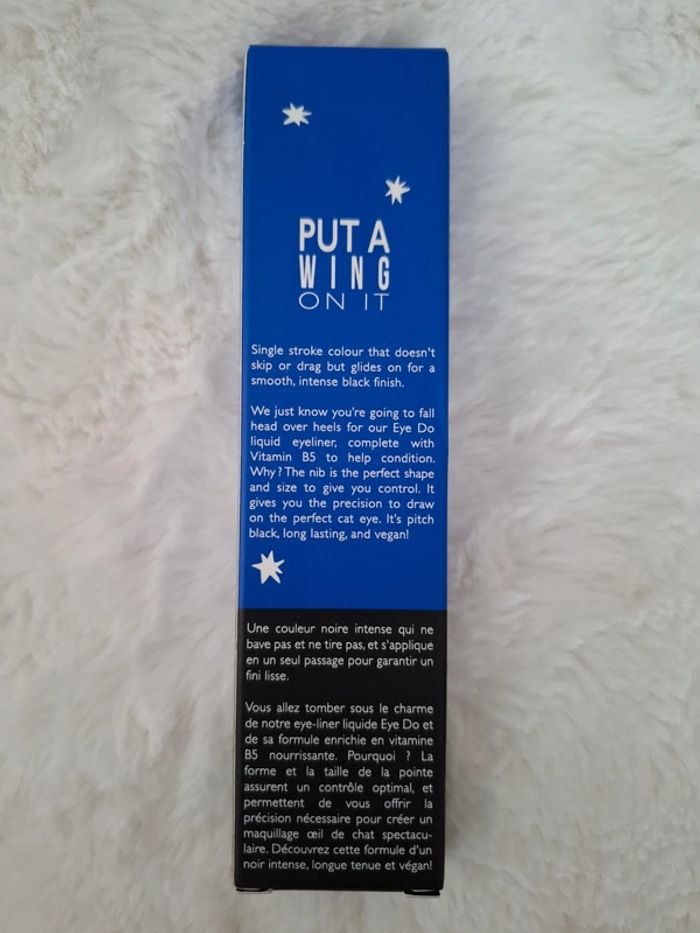 PUT A
WING
ON IT
Single stroke colour that doesn't
skip or drag but glides on for a
smooth, intense black finish.
We just know you're going to fall
head over heels for our Eye Do
liquid eyeliner, complete with
Vitamin B5 to help condition.
Why? The nib is the perfect shape
and size to give you control. It
gives you the precision to draw
on the perfect cat eye. It's pitch
black, long lasting, and vegan!
Une couleur noire intense qui ne
bave pas et ne tire pas, et s'applique
en un seul passage pour garantir un
fini lisse.
Vous allez tomber sous le charme
de notre eye-liner liquide Eye Do et
de sa formule enrichie en vitamine
B5 nourrissante. Pourquoi ? La
forme et la taille de la pointe
assurent un contrôle optimal, et
permettent de vous offrir la
précision nécessaire pour créer un
maquillage œil de chat spectacu-
laire. Découvrez cette formule d'un
noir intense, longue tenue et végan!